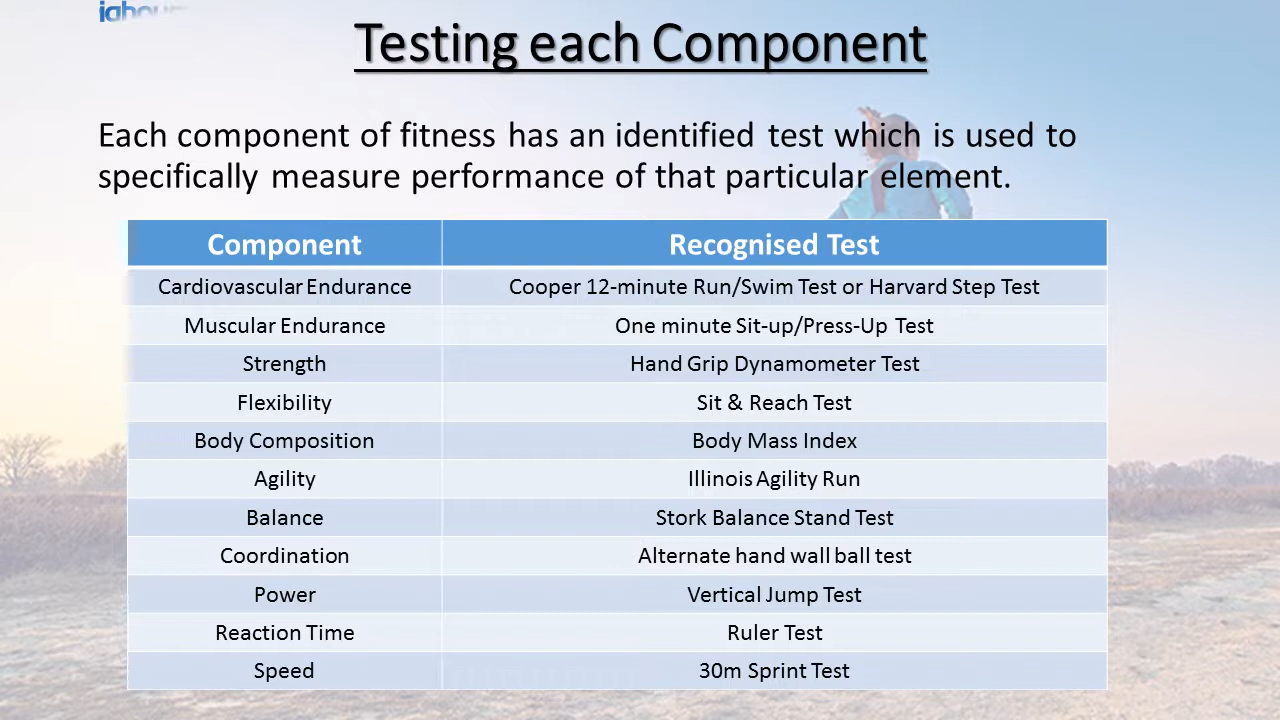 Testing each Component
Each component of fitness has an identified test which is used to
specifically measure performance of that particular element.
Component Recognised Test
Cardiovascular Endurance Cooper 12-minute Run/Swim Test or Harvard Step Test
Muscular Endurance One minute Sit-up/Press-Up Test
Strength Hand Grip Dynamometer Test
Flexibility Sit & Reach Test
Body Composition Body Mass Index
Agility Illinois Agility Run
Balance Stork Balance Stand Test
Coordination Alternate hand wall ball test
Power Vertical Jump Test
Reaction Time Ruler Test
Speed 30m Sprint Test